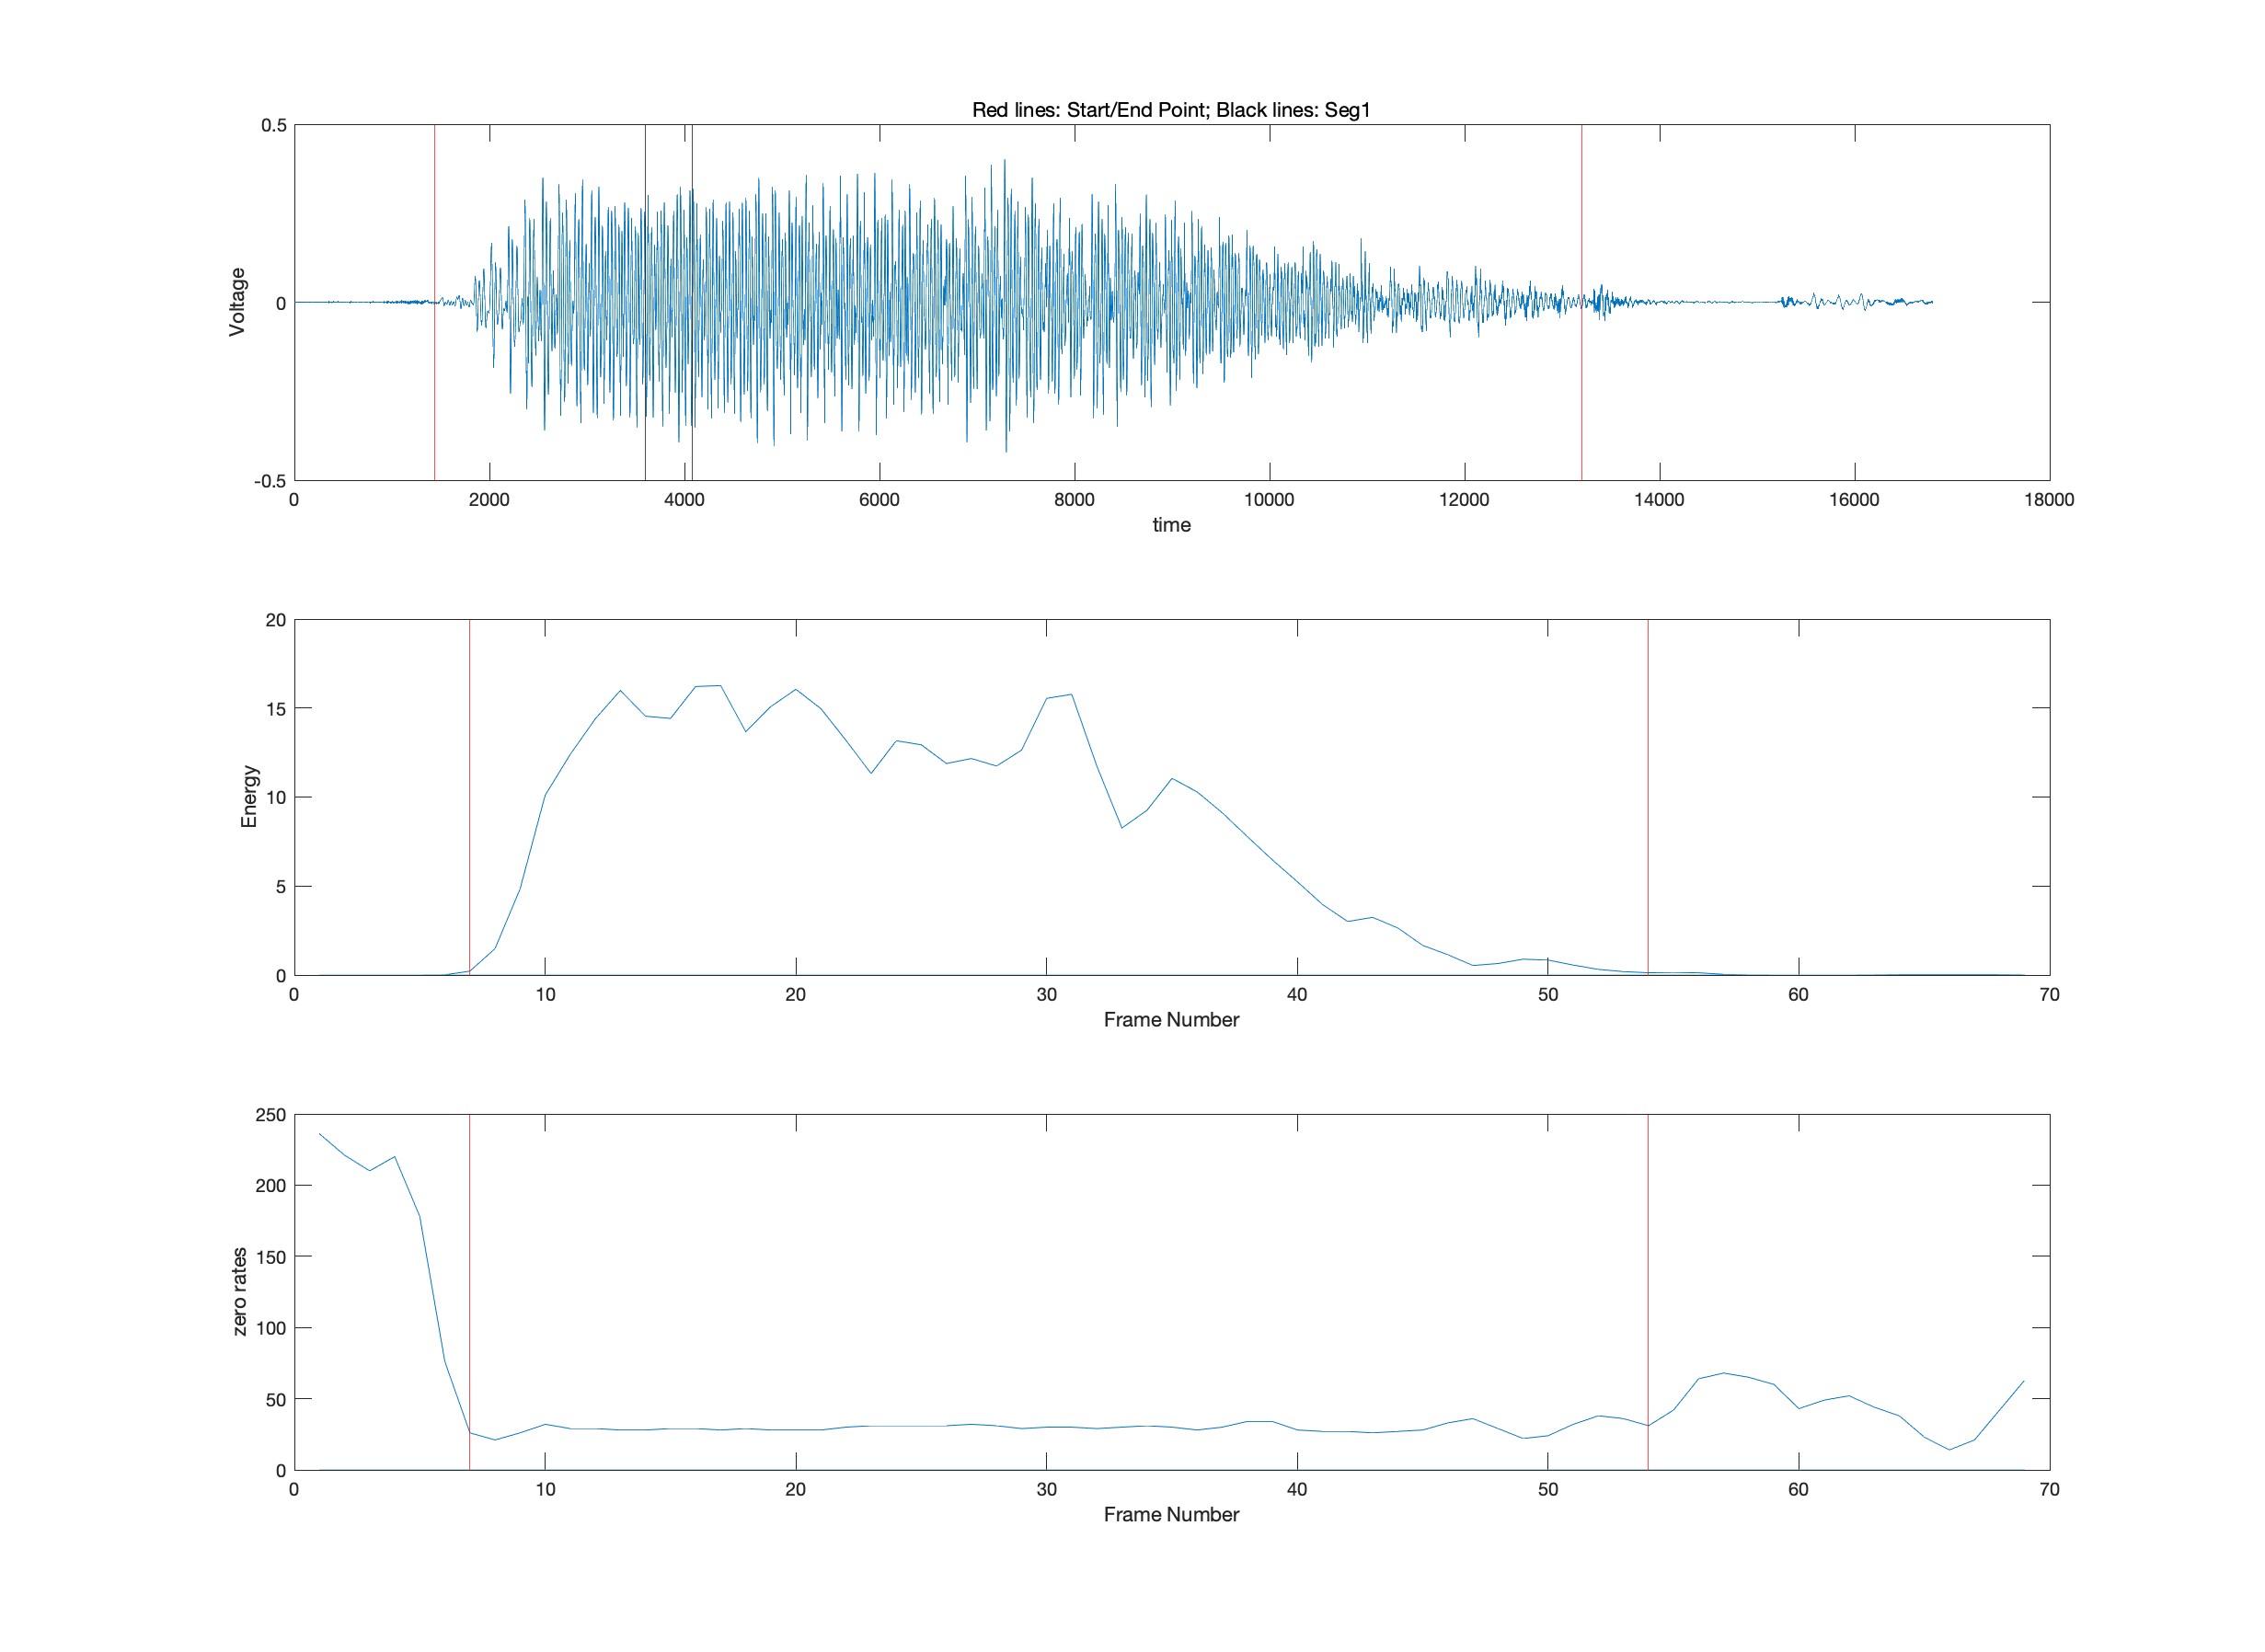 Red lines: Start/End Point; Black lines: Seg1
0.5
0
-0.5
Voltage
0 2000 4000 6000 8000 10000 12000 14000 16000 18000
time
20
15
10
5
0
Energy
0 10 20 30 40 50 60 70
Frame Number
250
200
150
100
50
0
zero rates
0 10 20 30 40 50 60 70
Frame Number